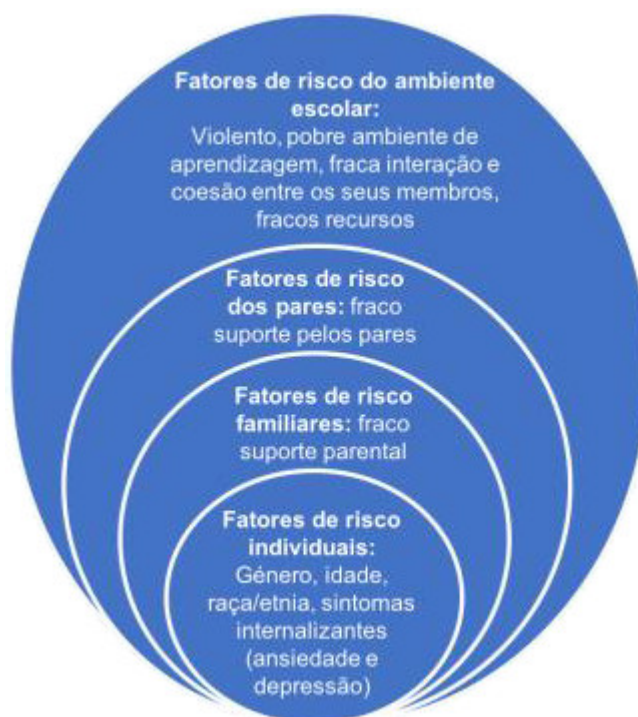 Fatores de risco do ambiente
escolar:
Violento, pobre ambiente de
aprendizagem, fraca interação e
coesão entre os seus membros,
fracos recursos
Fatores de risco
dos pares: fraco
suporte pelos pares
Fatores de risco
familiares: fraco
suporte parental
Fatores de risco
individuais:
Género, idade,
raça/etnia, sintomas
internalizantes
(ansiedade e
depressão)